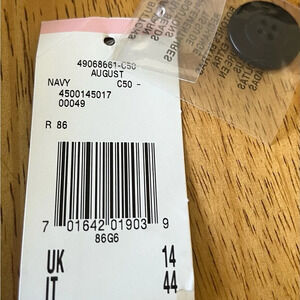 49068661-C50
AUGUST
NAVY C50 -
4500145017
00049
R 86
7 01642 01903 9
86G6
UK 14
IT 44